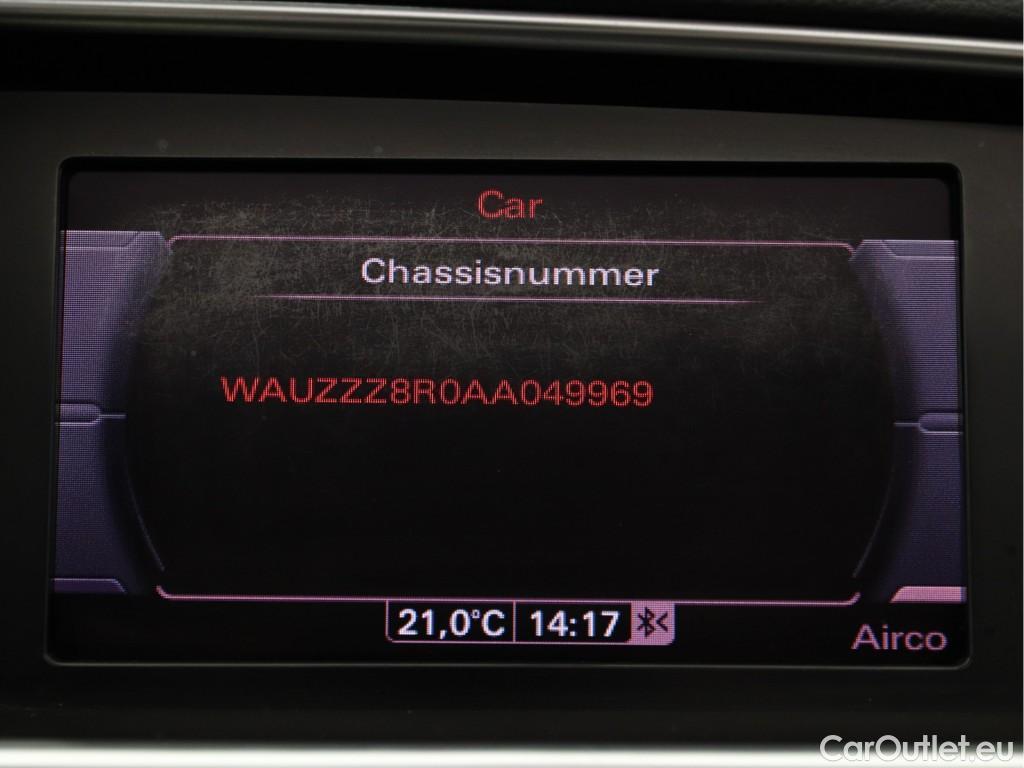 Car
Chassisnummer
WAUZZZ8R0AA049969
21,0°C 14:17
Airco
CarOutlet.eu